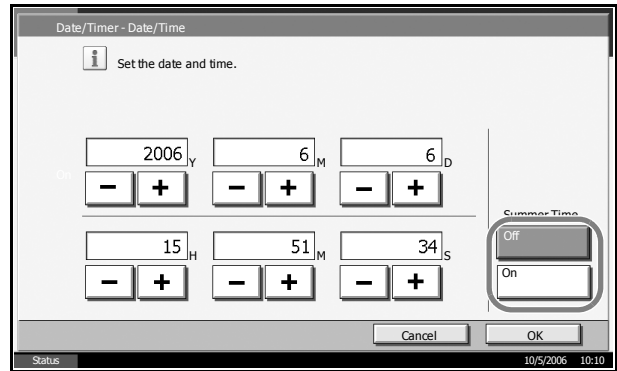 Date/Timer - Date/Time
i Set the date and time.
2006 Y 6 M 6 D
On
- + - + - +
Summer Time
15 H 51 M 34 S
Off
- + - + - +
On
Cancel OK
Status 10/5/2006 10:10